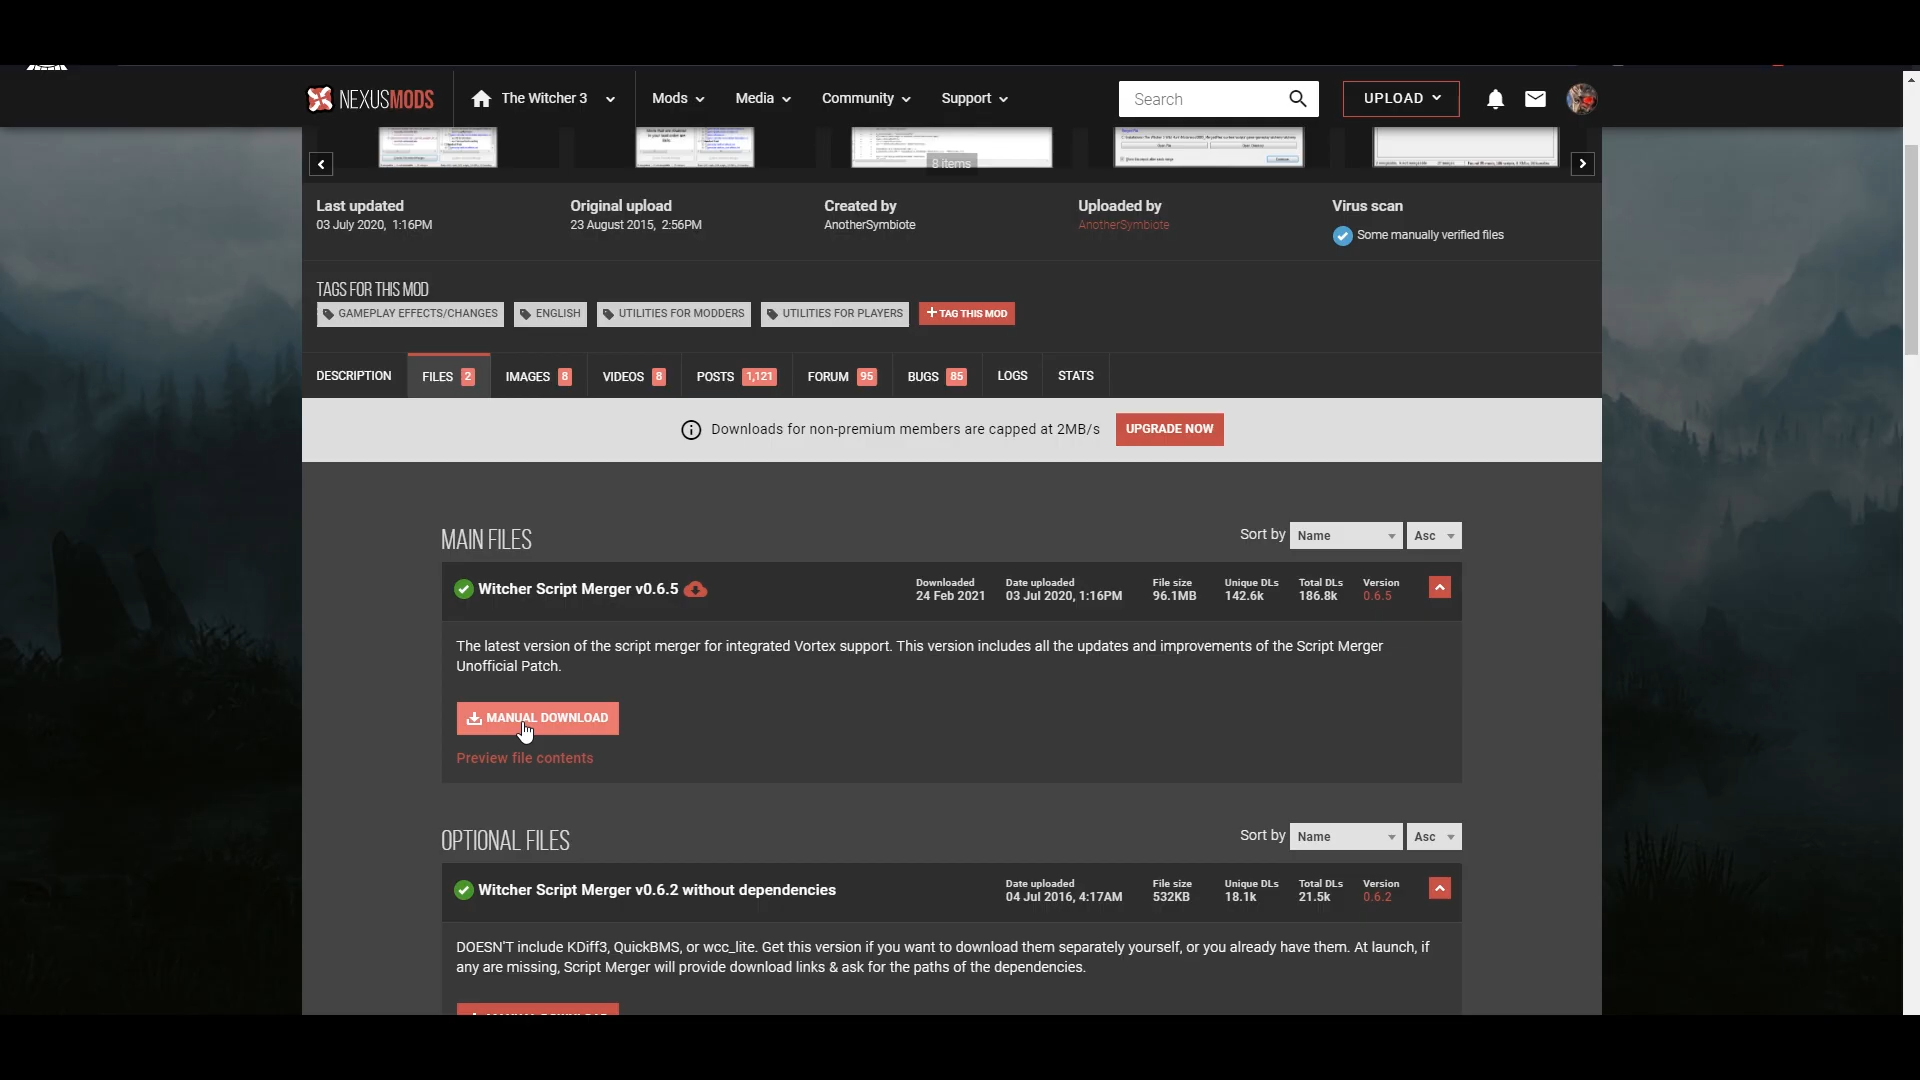 NEXUSMODS
The Witcher 3
Mods
Media
Community
Support
Search
UPLOAD
8 items
Last updated
03 July 2020, 1:16PM
Original upload
23 August 2015, 2:56PM
Created by
AnotherSymbiote
Uploaded by
AnotherSymbiote
Virus scan
Some manually verified files
TAGS FOR THIS MOD
GAMEPLAY EFFECTS/CHANGES
ENGLISH
UTILITIES FOR MODDERS
UTILITIES FOR PLAYERS
+ TAG THIS MOD
DESCRIPTION
FILES 2
IMAGES 8
VIDEOS 8
POSTS 1,121
FORUM 95
BUGS 85
LOGS
STATS
Downloads for non-premium members are capped at 2MB/s
UPGRADE NOW
MAIN FILES
Sort by Name Asc
Witcher Script Merger v0.6.5
Downloaded
24 Feb 2021
Date uploaded
03 Jul 2020, 1:16PM
File size
96.1MB
Unique DLs
142.6k
Total DLs
186.8k
Version
0.6.5
The latest version of the script merger for integrated Vortex support. This version includes all the updates and improvements of the Script Merger
Unofficial Patch.
MANUAL DOWNLOAD
Preview file contents
OPTIONAL FILES
Sort by Name Asc
Witcher Script Merger v0.6.2 without dependencies
Date uploaded
04 Jul 2016, 4:17AM
File size
532KB
Unique DLs
18.1k
Total DLs
21.5k
Version
0.6.2
DOESN'T include KDiff3, QuickBMS, or wcc_lite. Get this version if you want to download them separately yourself, or you already have them. At launch, if
any are missing, Script Merger will provide download links & ask for the paths of the dependencies.